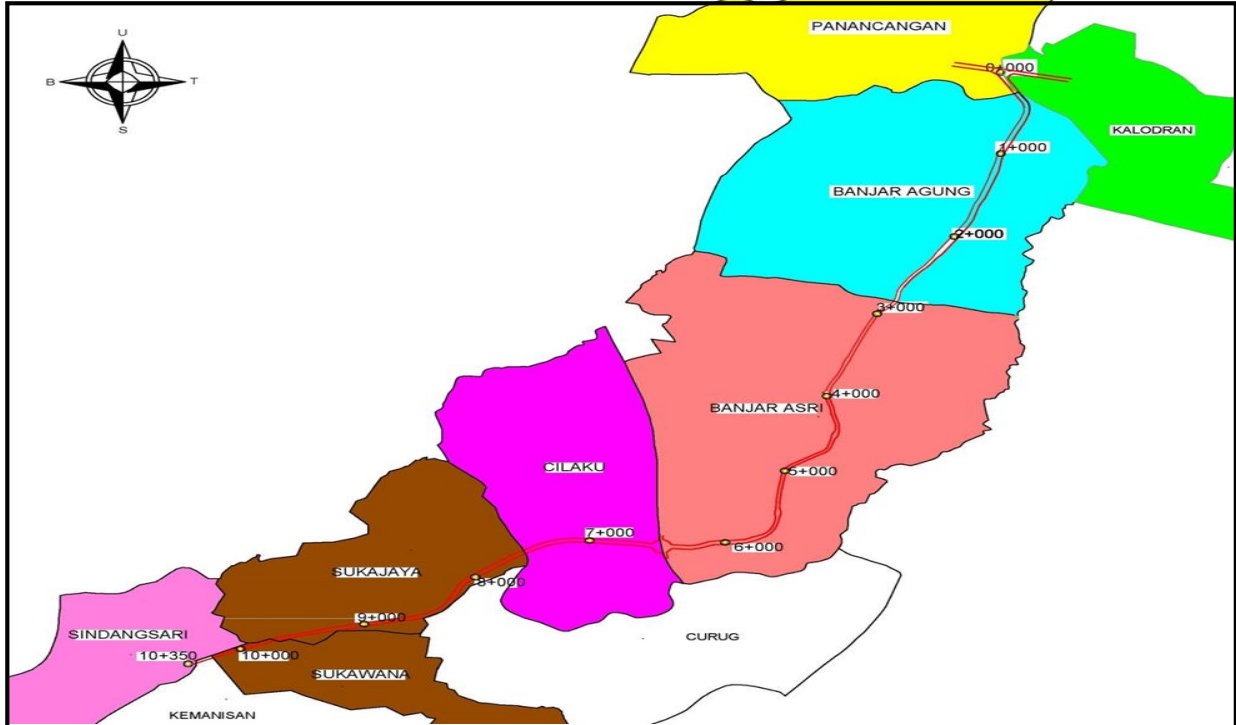 PANANCANGAN
U
B
T
S
0+000
KALODRAN
1+000
BANJAR AGUNG
2+000
3+000
4+000
BANJAR ASRI
CILAKU
5+000
7+000
6+000
SUKAJAYA
8+000
9+000
SINDANGSARI
CURUG
10+350
10+000
SUKAWANA
KEMANISAN